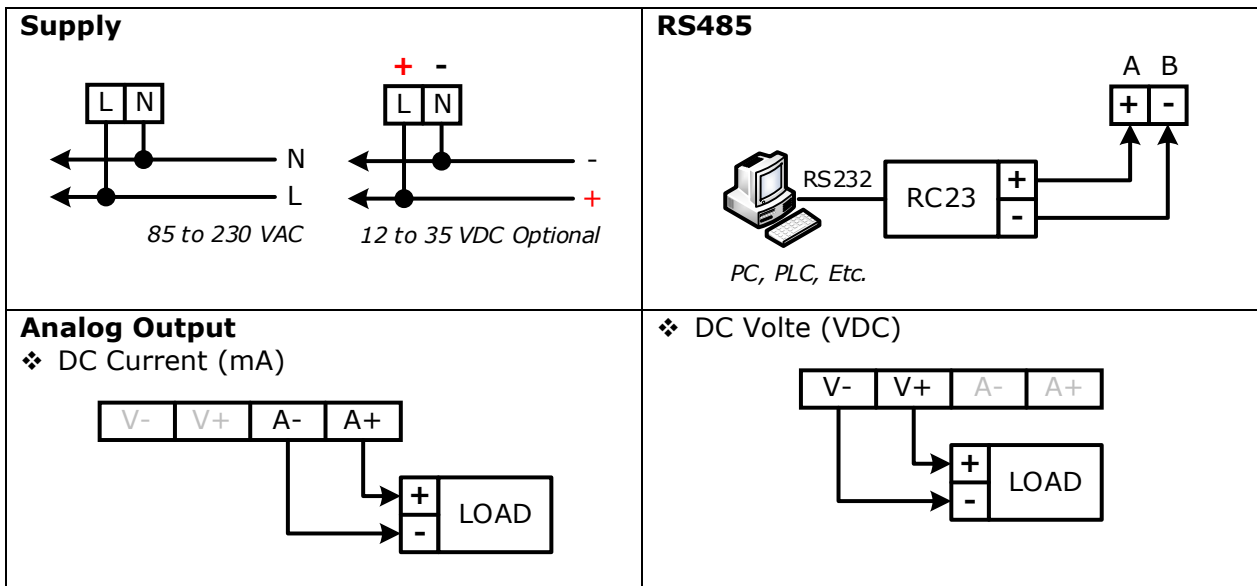 Supply
+ -
L N
L N
N
L
-
+
85 to 230 VAC
12 to 35 VDC Optional
RS485
A B
+ -
RS232
RC23
+
-
PC, PLC, Etc.
Analog Output
❖ DC Current (mA)
V- V+ A- A+
+
-
LOAD
❖ DC Volte (VDC)
V- V+ A- A+
+
-
LOAD